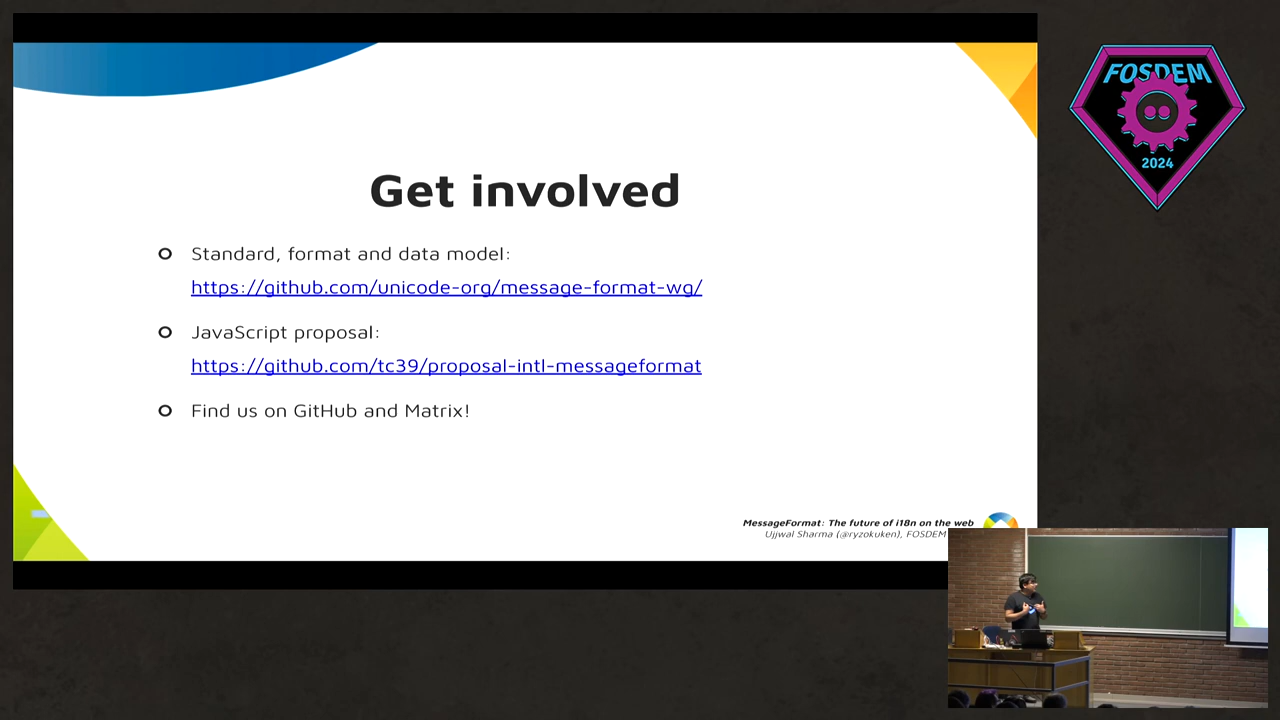 FOSDEM
2024
Get involved
Standard, format and data model:
https://github.com/unicode-org/message-format-wg/
JavaScript proposal:
https://github.com/tc39/proposal-intl-messageformat
Find us on GitHub and Matrix!
MessageFormat: The future of i18n on the web
Ujjwal Sharma (@ryzokuken), FOSDEM